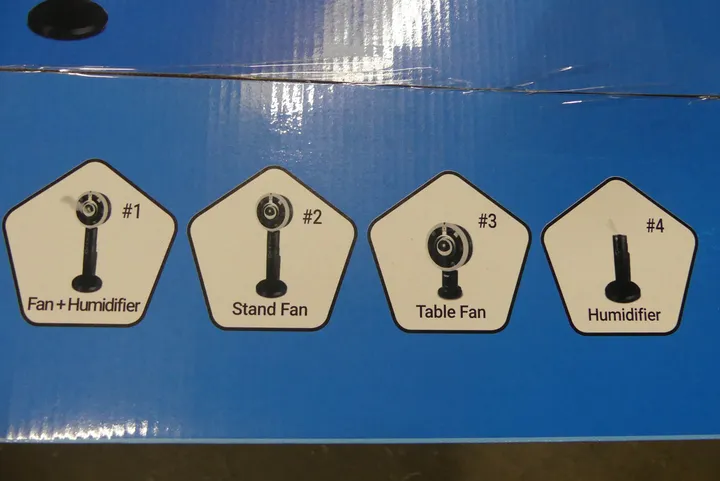 #1
Fan + Humidifier
#2
Stand Fan
#3
Table Fan
#4
Humidifier